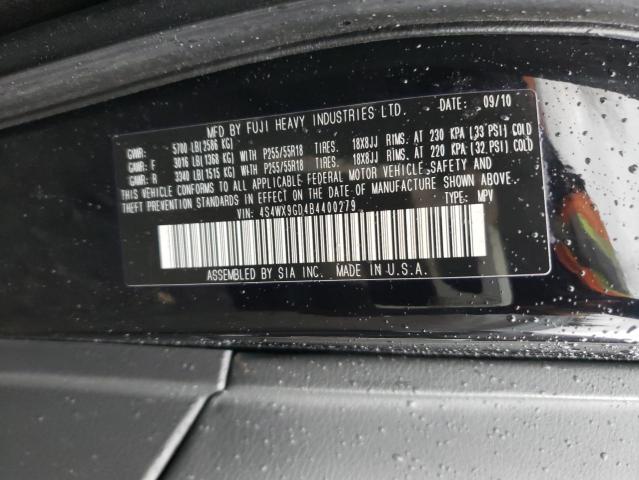 MFD BY FUJI HEAVY INDUSTRIES LTD. DATE: 09/10
GWWR: 5700 LB(2586 KG)
GAWR: F 3016 LB(1368 KG) WITH P255/55R18 TIRES. 18X8JJ RIMS. AT 230 KPA (33 PSI) COLD
GAWR: R 3340 LB(1515 KG) WITH P255/55R18 TIRES. 18X8JJ RIMS. AT 220 KPA (32 PSI) COLD
THIS VEHICLE CONFORMS TO ALL APPLICABLE FEDERAL MOTOR VEHICLE SAFETY AND
THEFT PREVENTION STANDARDS IN EFFECT ON THE DATE OF MANUFACTURE SHOWN ABOVE.
VIN: 4S4WX9GD4B4400279 TYPE: MPV
ASSEMBLED BY SIA INC. MADE IN U.S.A.